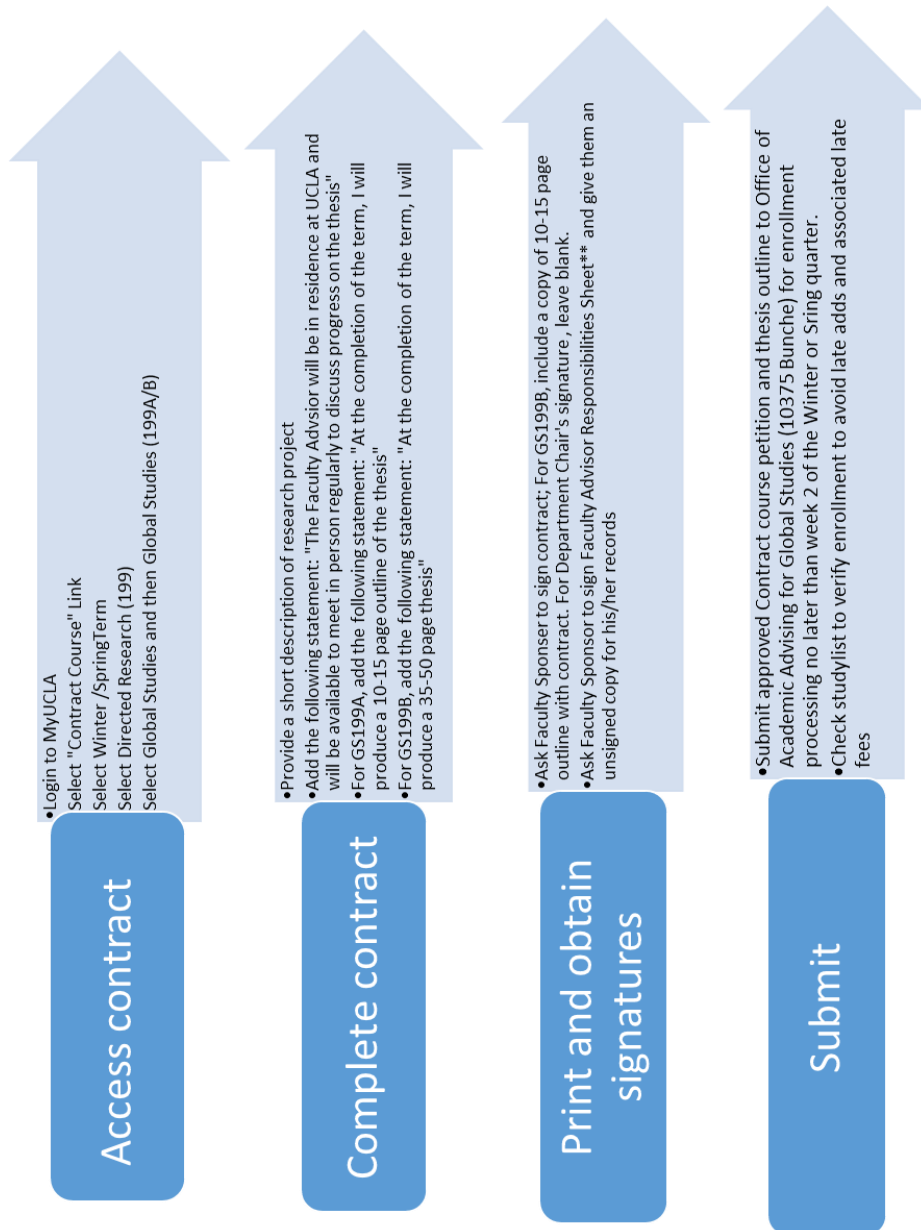 Access contract
•Login to MyUCLA
Select "Contract Course" Link
Select Winter /SpringTerm
Select Directed Research (199)
Select Global Studies and then Global Studies (199A/B)
Complete contract
•Provide a short description of research project
•Add the following statement: "The Faculty Advsior will be in residence at UCLA and
will be available to meet in person regularly to discuss progress on the thesis"
•For GS199A, add the following statement: "At the completion of the term, I will
produce a 10-15 page outline of the thesis"
•For GS199B, add the following statement: "At the completion of the term, I will
produce a 35-50 page thesis"
Print and obtain
signatures
•Ask Faculty Sponser to sign contract; For GS199B, include a copy of 10-15 page
outline with contract. For Department Chair's signature , leave blank.
•Ask Faculty Sponsor to sign Faculty Advisor Responsibilities Sheet** and give them an
unsigned copy for his/her records
Submit
•Submit approved Contract course petition and thesis outline to Office of
Academic Advising for Global Studies (10375 Bunche) for enrollment
processing no later than week 2 of the Winter or Sring quarter.
•Check studylist to verify enrollment to avoid late adds and associated late
fees